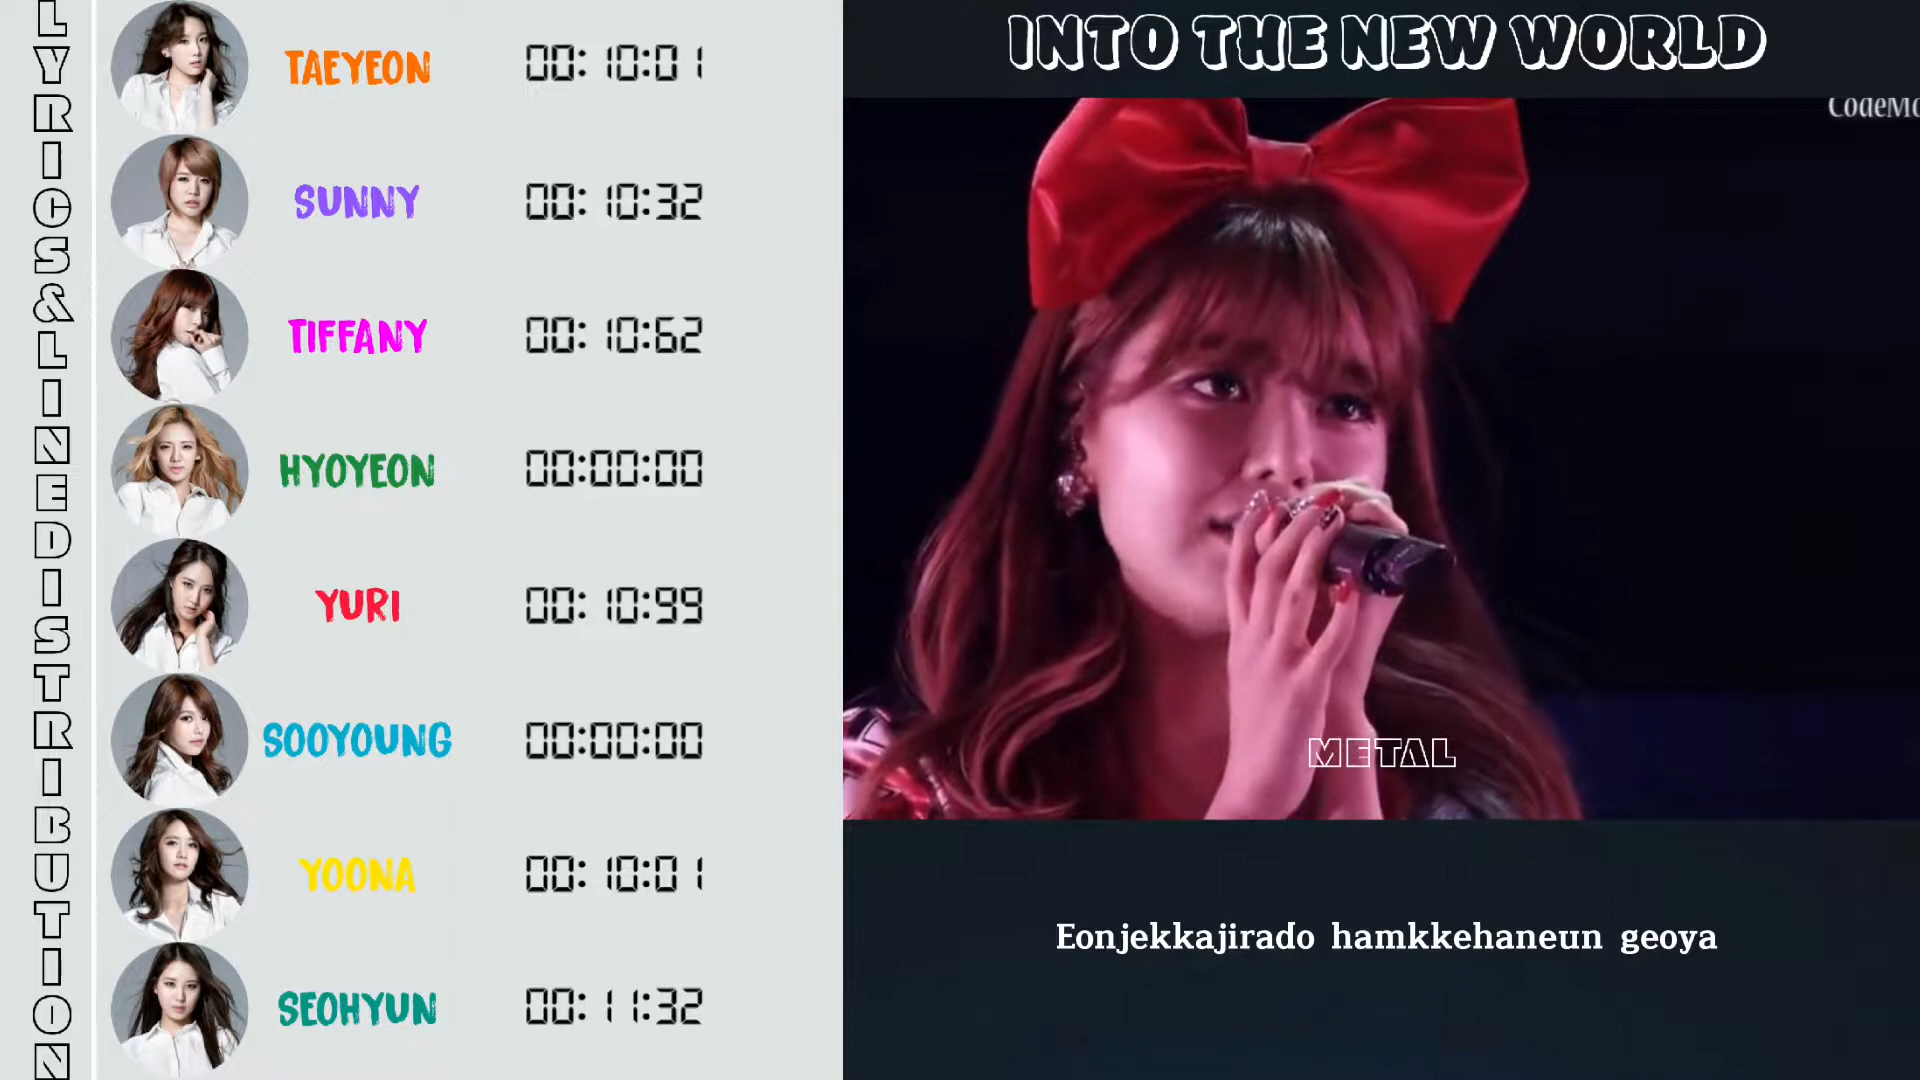 LYRICS&LINEDISTRIBUTION
TAEYEON 00:10:01
SUNNY 00:10:32
TIFFANY 00:10:62
HYOYEON 00:00:00
YURI 00:10:99
SOOYOUNG 00:00:00
YOONA 00:10:01
SEOHYUN 00:11:32
INTO THE NEW WORLD
METAL
Eonjekkajirado hamkkehaneun geoya